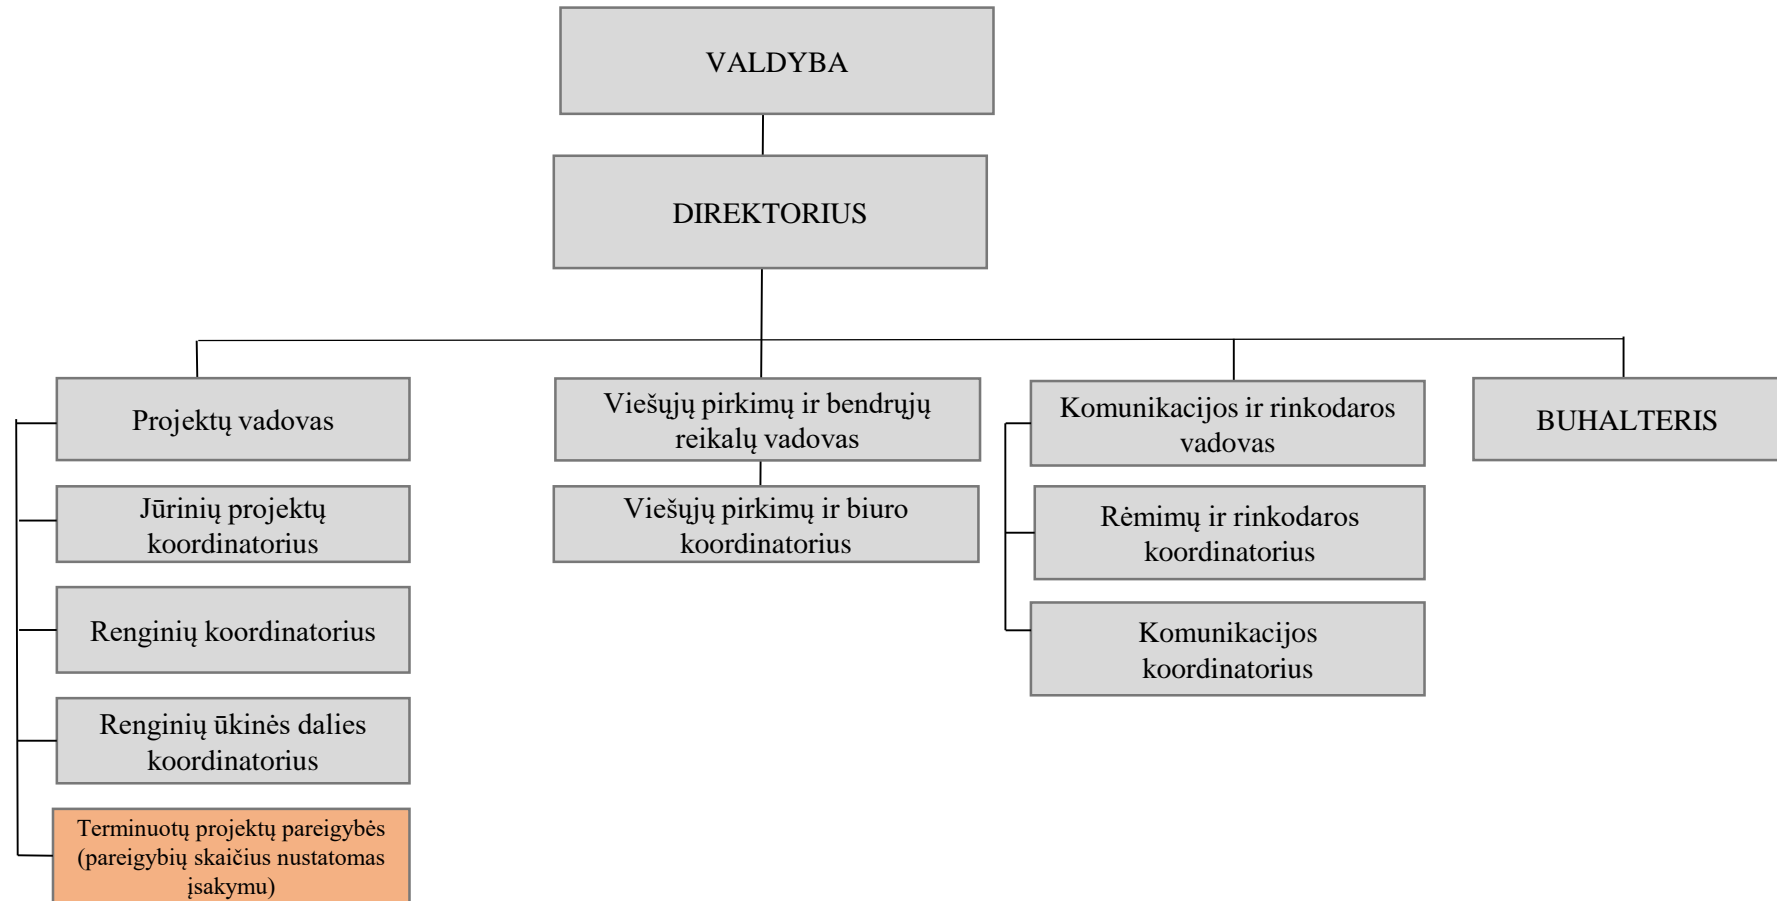 VALDYBA
DIREKTORIUS
Projektų vadovas
Jūrinių projektų
koordinatorius
Renginių koordinatorius
Renginių ūkinės dalies
koordinatorius
Terminuotų projektų pareigybės
(pareigybių skaičius nustatomas
įsakymu)
Viešųjų pirkimų ir bendrųjų
reikalų vadovas
Viešųjų pirkimų ir biuro
koordinatorius
Komunikacijos ir rinkodaros
vadovas
Rėmimų ir rinkodaros
koordinatorius
Komunikacijos
koordinatorius
BUHALTERIS